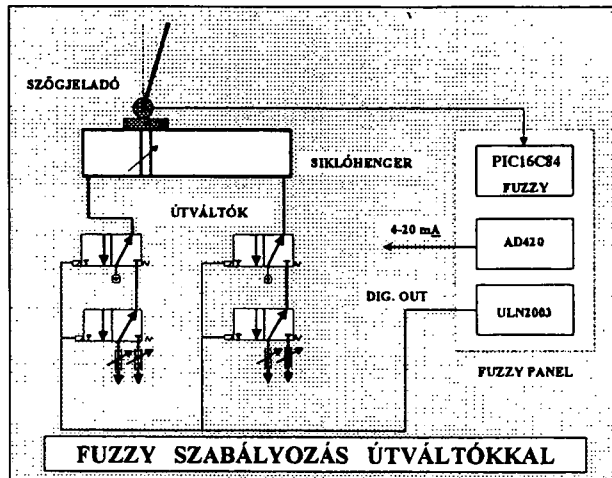 SZÖGJELADÓ
SIKLÓHENGER
ÚTVÁLTÓK
PIC16C84
FUZZY
4-20 mA
AD420
DIG. OUT
ULN2003
FUZZY PANEL
FUZZY SZABÁLYOZÁS ÚTVÁLTÓKKAL